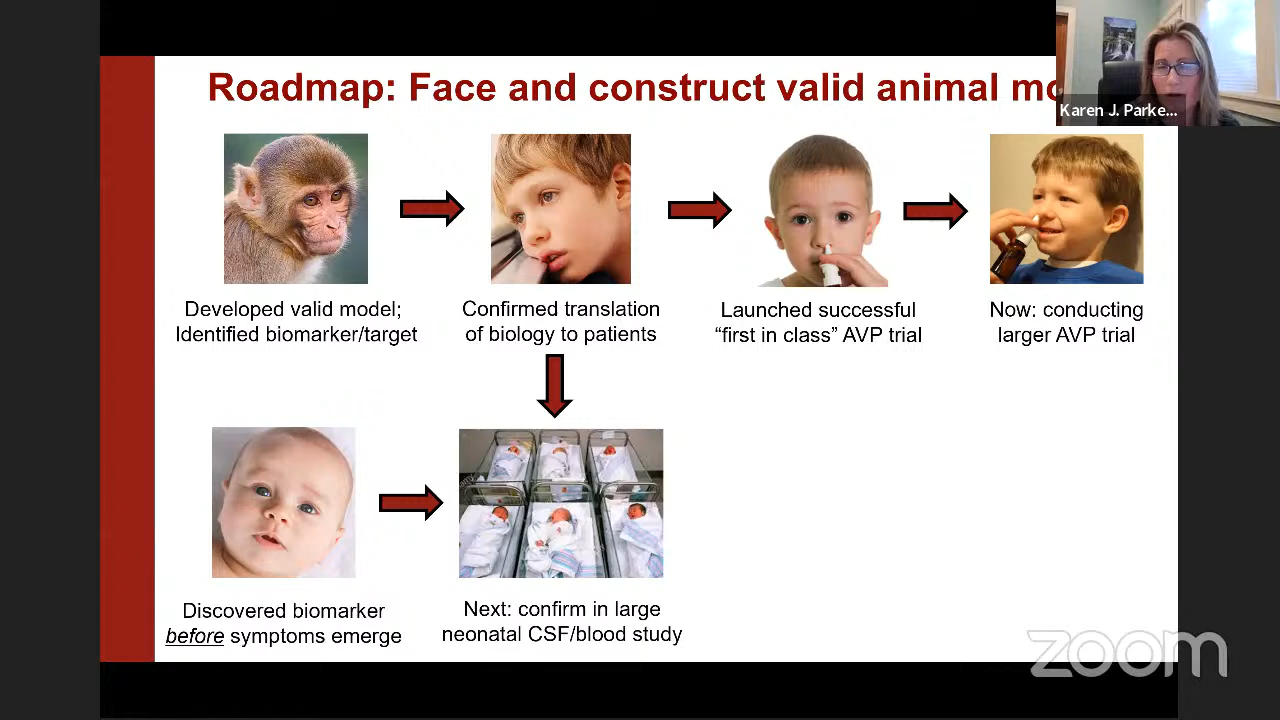 Roadmap: Face and construct valid animal
Karen J. Parke...
Developed valid model;
Identified biomarker/target
Confirmed translation
of biology to patients
Launched successful
“first in class” AVP trial
Now: conducting
larger AVP trial
Discovered biomarker
before symptoms emerge
Next: confirm in large
neonatal CSF/blood study
zoom